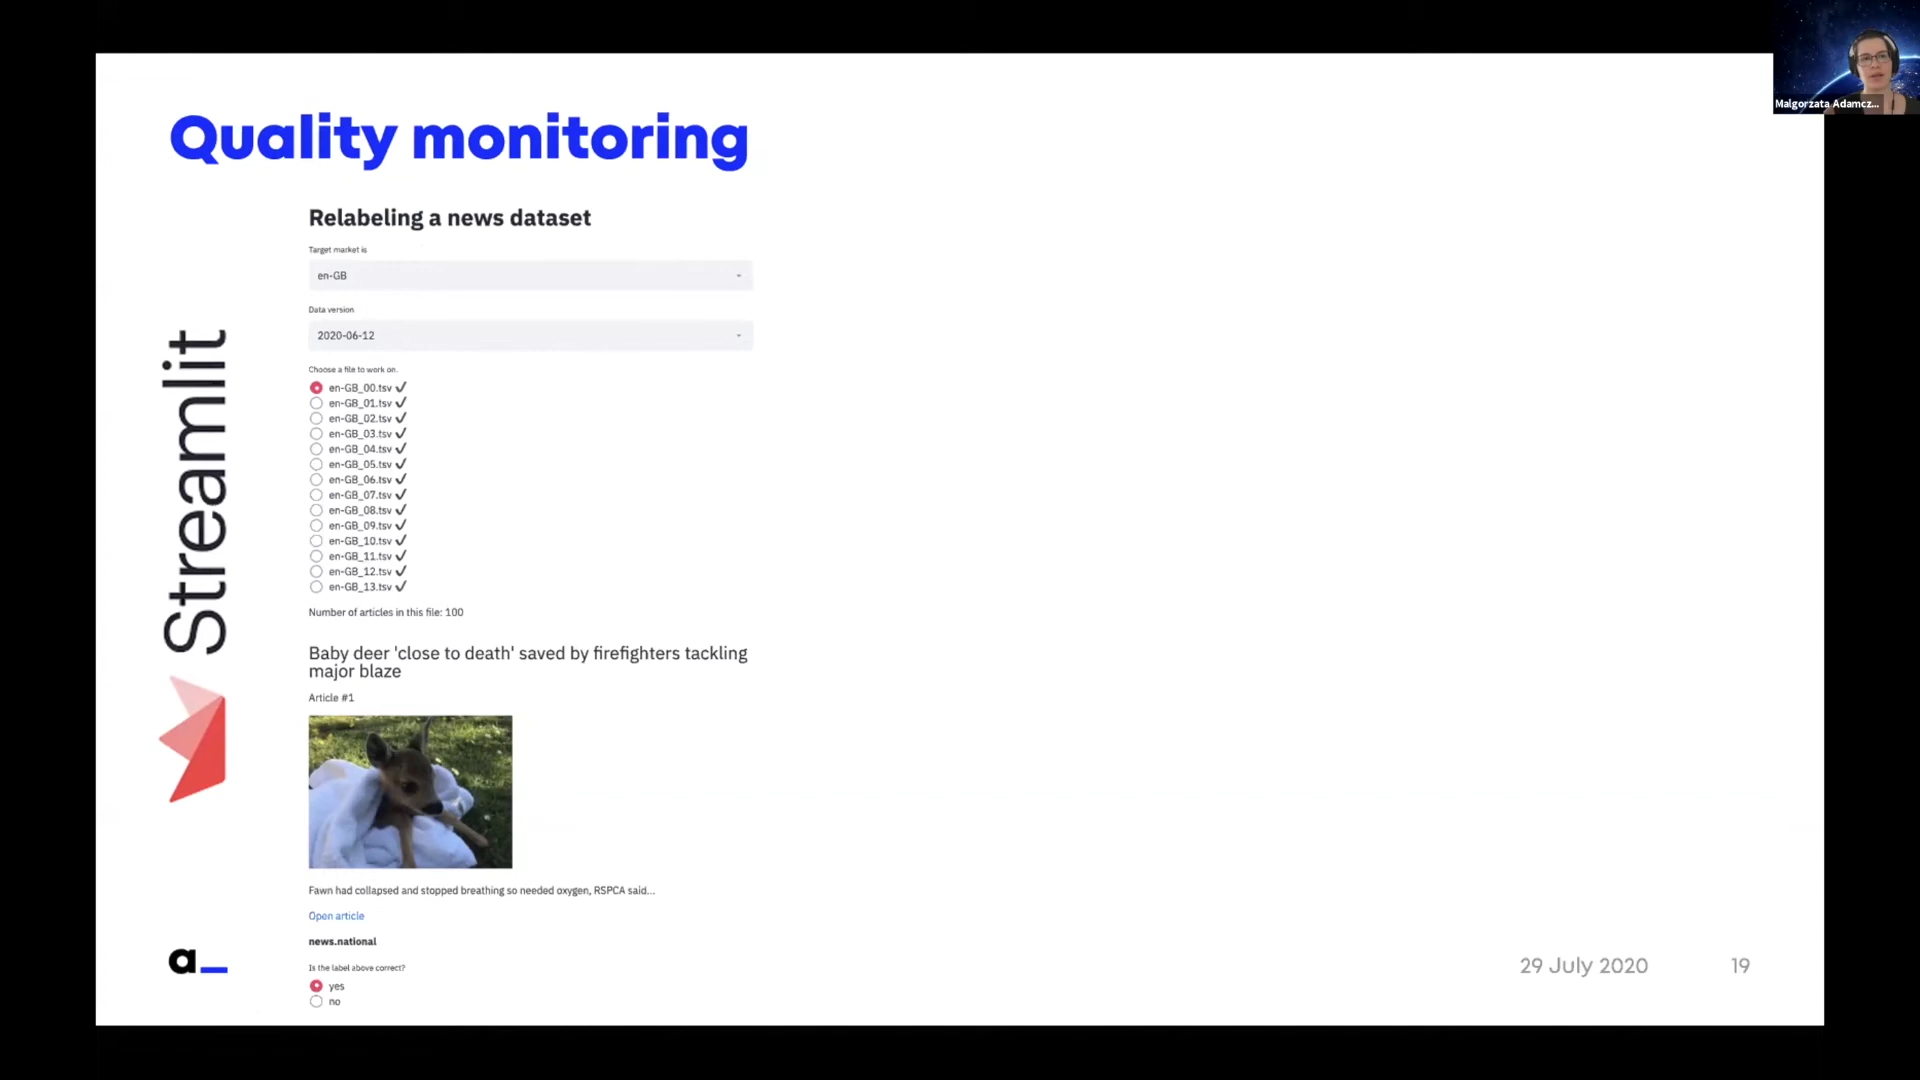 Malgorzata Adamcz...
Quality monitoring
Streamlit
Relabeling a news dataset
Target market is
en-GB
Data version
2020-06-12
Choose a file to work on.
en-GB_00.tsv ✓
en-GB_01.tsv ✓
en-GB_02.tsv ✓
en-GB_03.tsv ✓
en-GB_04.tsv ✓
en-GB_05.tsv ✓
en-GB_06.tsv ✓
en-GB_07.tsv ✓
en-GB_08.tsv ✓
en-GB_09.tsv ✓
en-GB_10.tsv ✓
en-GB_11.tsv ✓
en-GB_12.tsv ✓
en-GB_13.tsv ✓
Number of articles in this file: 100
Baby deer 'close to death' saved by firefighters tackling
major blaze
Article #1
Fawn had collapsed and stopped breathing so needed oxygen, RSPCA said...
Open article
news.national
Is the label above correct?
yes
no
a_
29 July 2020 19